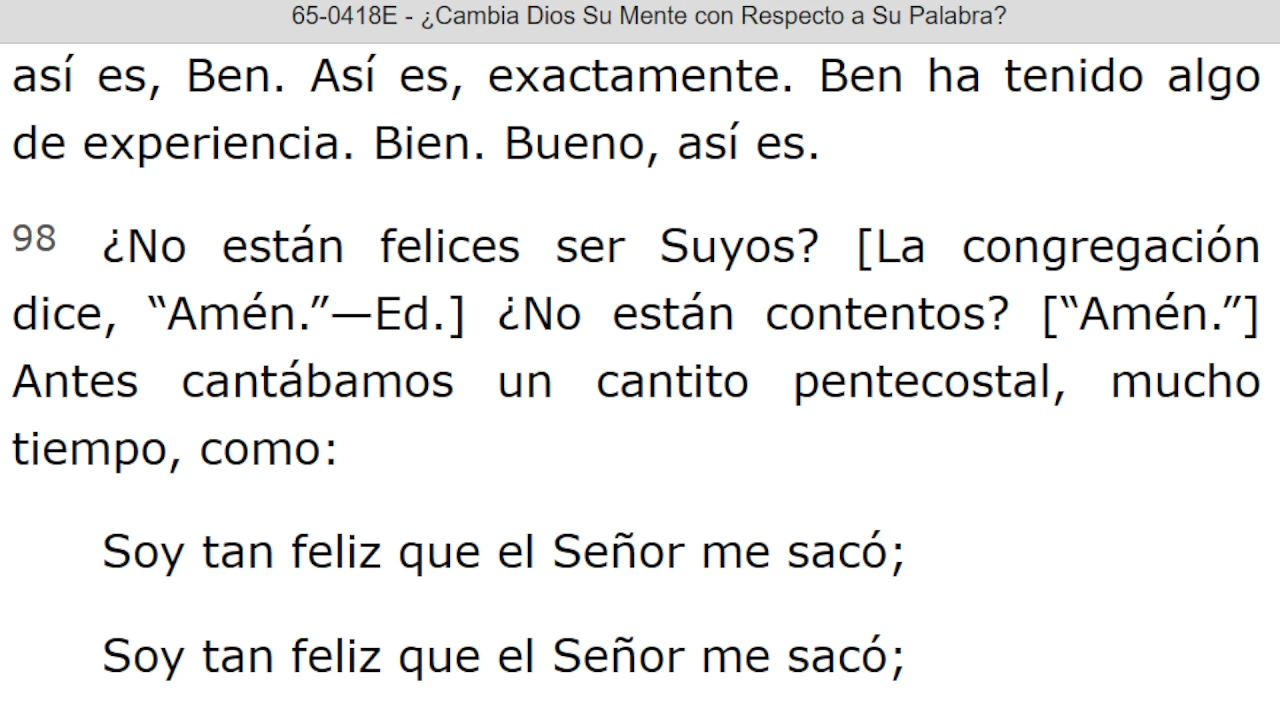 65-0418E - ¿Cambia Dios Su Mente con Respecto a Su Palabra?
así es, Ben. Así es, exactamente. Ben ha tenido algo
de experiencia. Bien. Bueno, así es.
98 ¿No están felices ser Suyos? [La congregación
dice, “Amén.”—Ed.] ¿No están contentos? [“Amén.”]
Antes cantábamos un cantito pentecostal, mucho
tiempo, como:
Soy tan feliz que el Señor me sacó;
Soy tan feliz que el Señor me sacó;